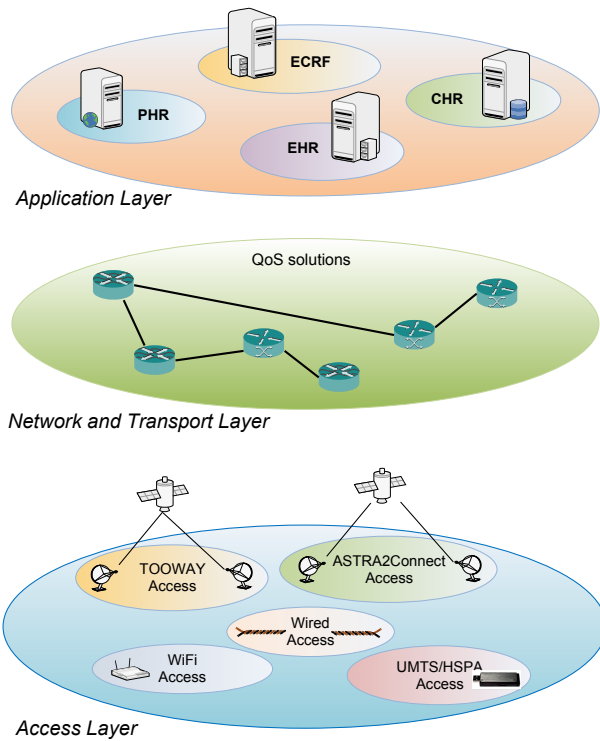 ECRF
CHR
PHR
EHR
Application Layer
QoS solutions
Network and Transport Layer
TOOWAY
Access
ASTRA2Connect
Access
Wired
Access
WiFi
Access
UMTS/HSPA
Access
Access Layer